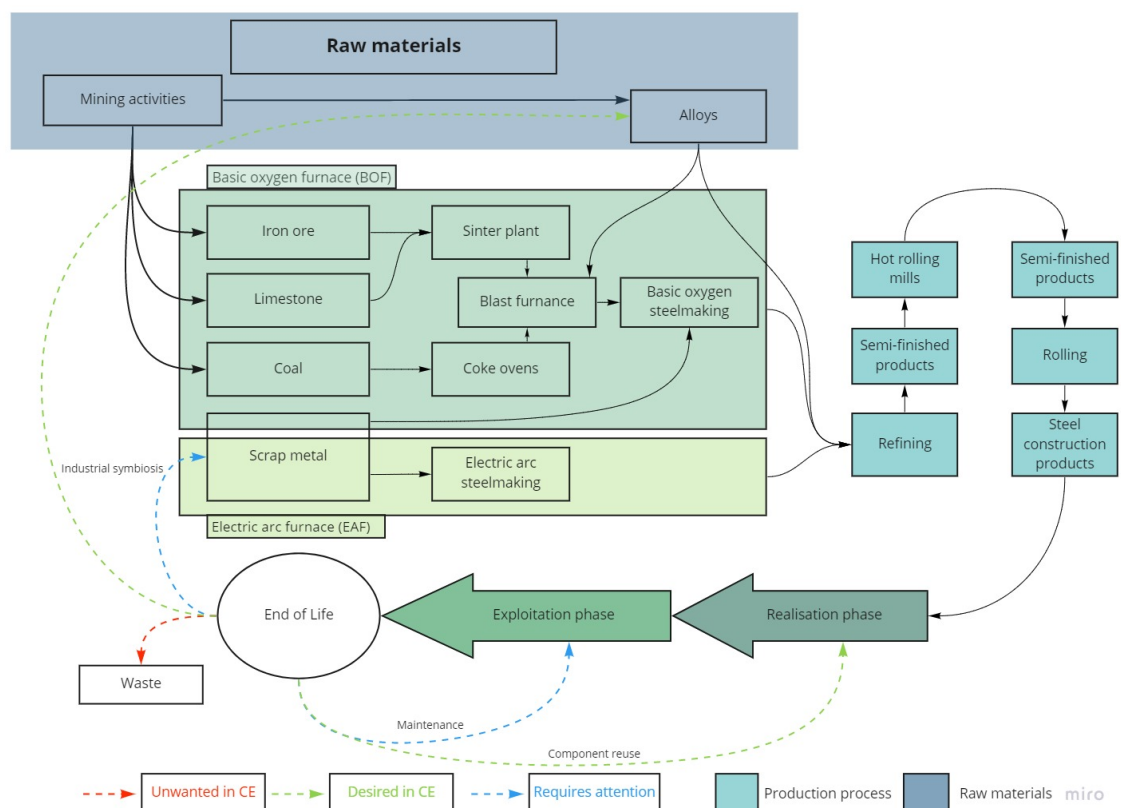 Raw materials
Mining activities
Alloys
Basic oxygen furnace (BOF)
Iron ore
Sinter plant
Limestone
Blast furnance
Basic oxygen
steelmaking
Coal
Coke ovens
Scrap metal
Electric arc
steelmaking
Electric arc furnace (EAF)
Hot rolling
mills
Semi-finished
products
Semi-finished
products
Rolling
Refining
Steel
construction
products
Industrial symbiosis
End of Life
Exploitation phase
Realisation phase
Waste
Maintenance
Component reuse
Unwanted in CE
Desired in CE
Requires attention
Production process
Raw materials
miro